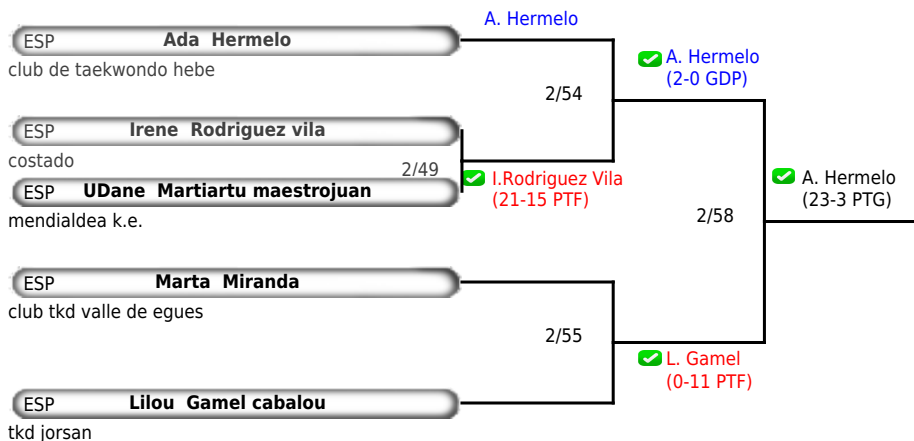 A. Hermelo
ESP Ada Hermelo
club de taekwondo hebe
A. Hermelo
(2-0 GDP)
2/54
ESP Irene Rodriguez vila
costado
2/49
I.Rodriguez Vila
(21-15 PTF)
ESP UDane Martiartu maestrojuan
mendialdea k.e.
A. Hermelo
(23-3 PTG)
2/58
ESP Marta Miranda
club tkd valle de egues
2/55
L. Gamel
(0-11 PTF)
ESP Lilou Gamel cabalou
tkd jorsan